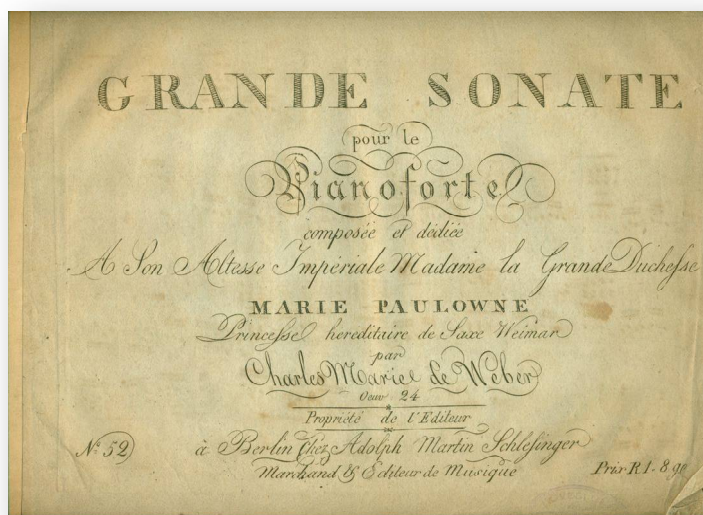 GRANDE SONATE
pour le
Pianoforte
composée et dédiée
A Son Altesse Impériale Madame la Grande Duchesse
MARIE PAULOWNE
Princesse hereditaire de Saxe Weimar
par
Charles Marie de Weber
Oeuv. 24
Propriété de l'Editeur
à Berlin Chez Adolph Martin Schlesinger
Marchand & Editeur de Musique
No. 52
Prix R 1. 8 gr